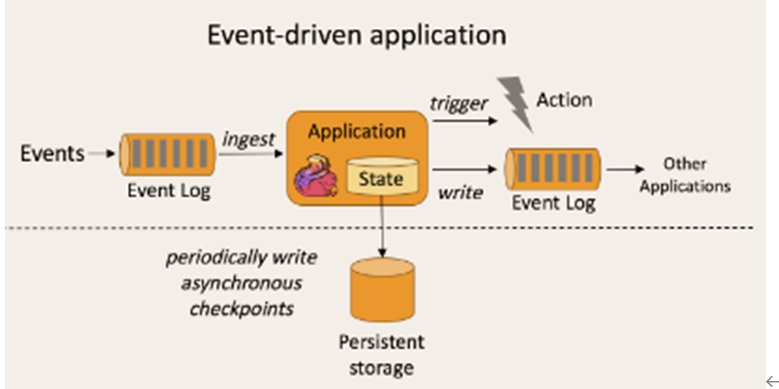 Event-driven application
trigger
Action
Events
ingest
Application
State
Event Log
write
Event Log
Other
Applications
periodically write
asynchronous
checkpoints
Persistent
storage